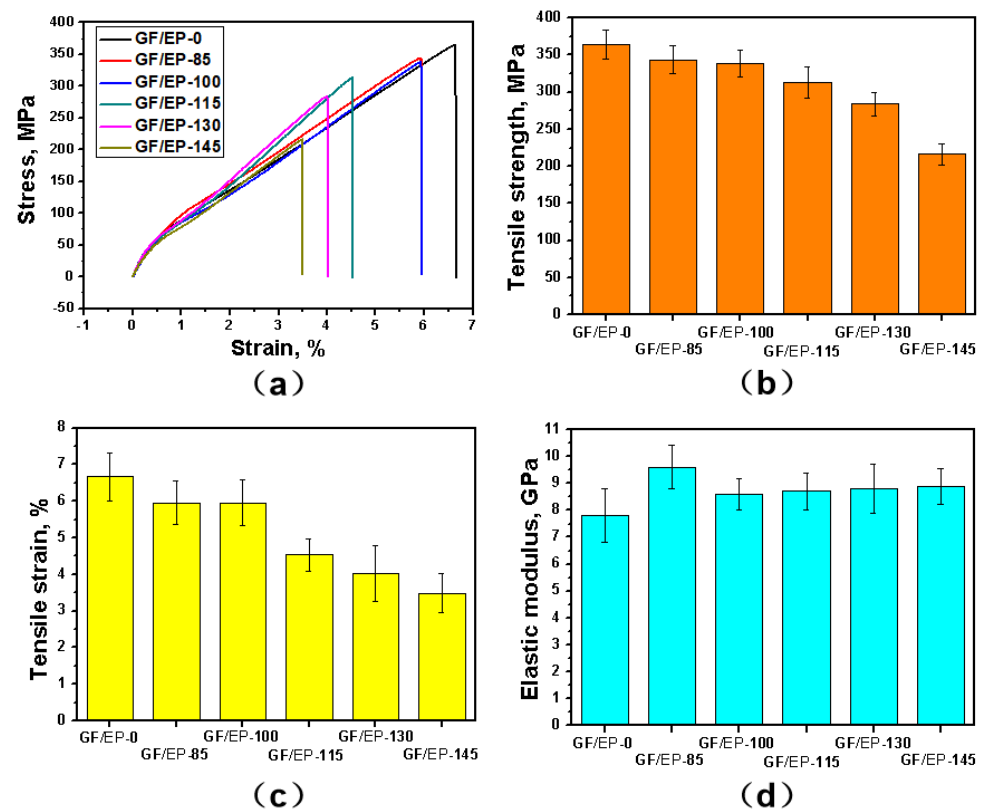 400
350
300
250
200
150
100
50
0
-50
Stress, MPa
GF/EP-0
GF/EP-85
GF/EP-100
GF/EP-115
GF/EP-130
GF/EP-145
-1 0 1 2 3 4 5 6 7
Strain, %
（a）
400
350
300
250
200
350
300
250
0
Tensile strength, MPa
GF/EP-0 GF/EP-100 GF/EP-130
GF/EP-85 GF/EP-115 GF/EP-145
（b）
8
7
6
5
4
3
2
1
0
Tensile strain, %
GF/EP-0 GF/EP-100 GF/EP-130
GF/EP-85 GF/EP-115 GF/EP-145
（c）
11
10
9
8
7
6
5
4
3
2
1
0
Elastic modulus, GPa
GF/EP-0 GF/EP-100 GF/EP-130
GF/EP-85 GF/EP-115 GF/EP-145
（d）